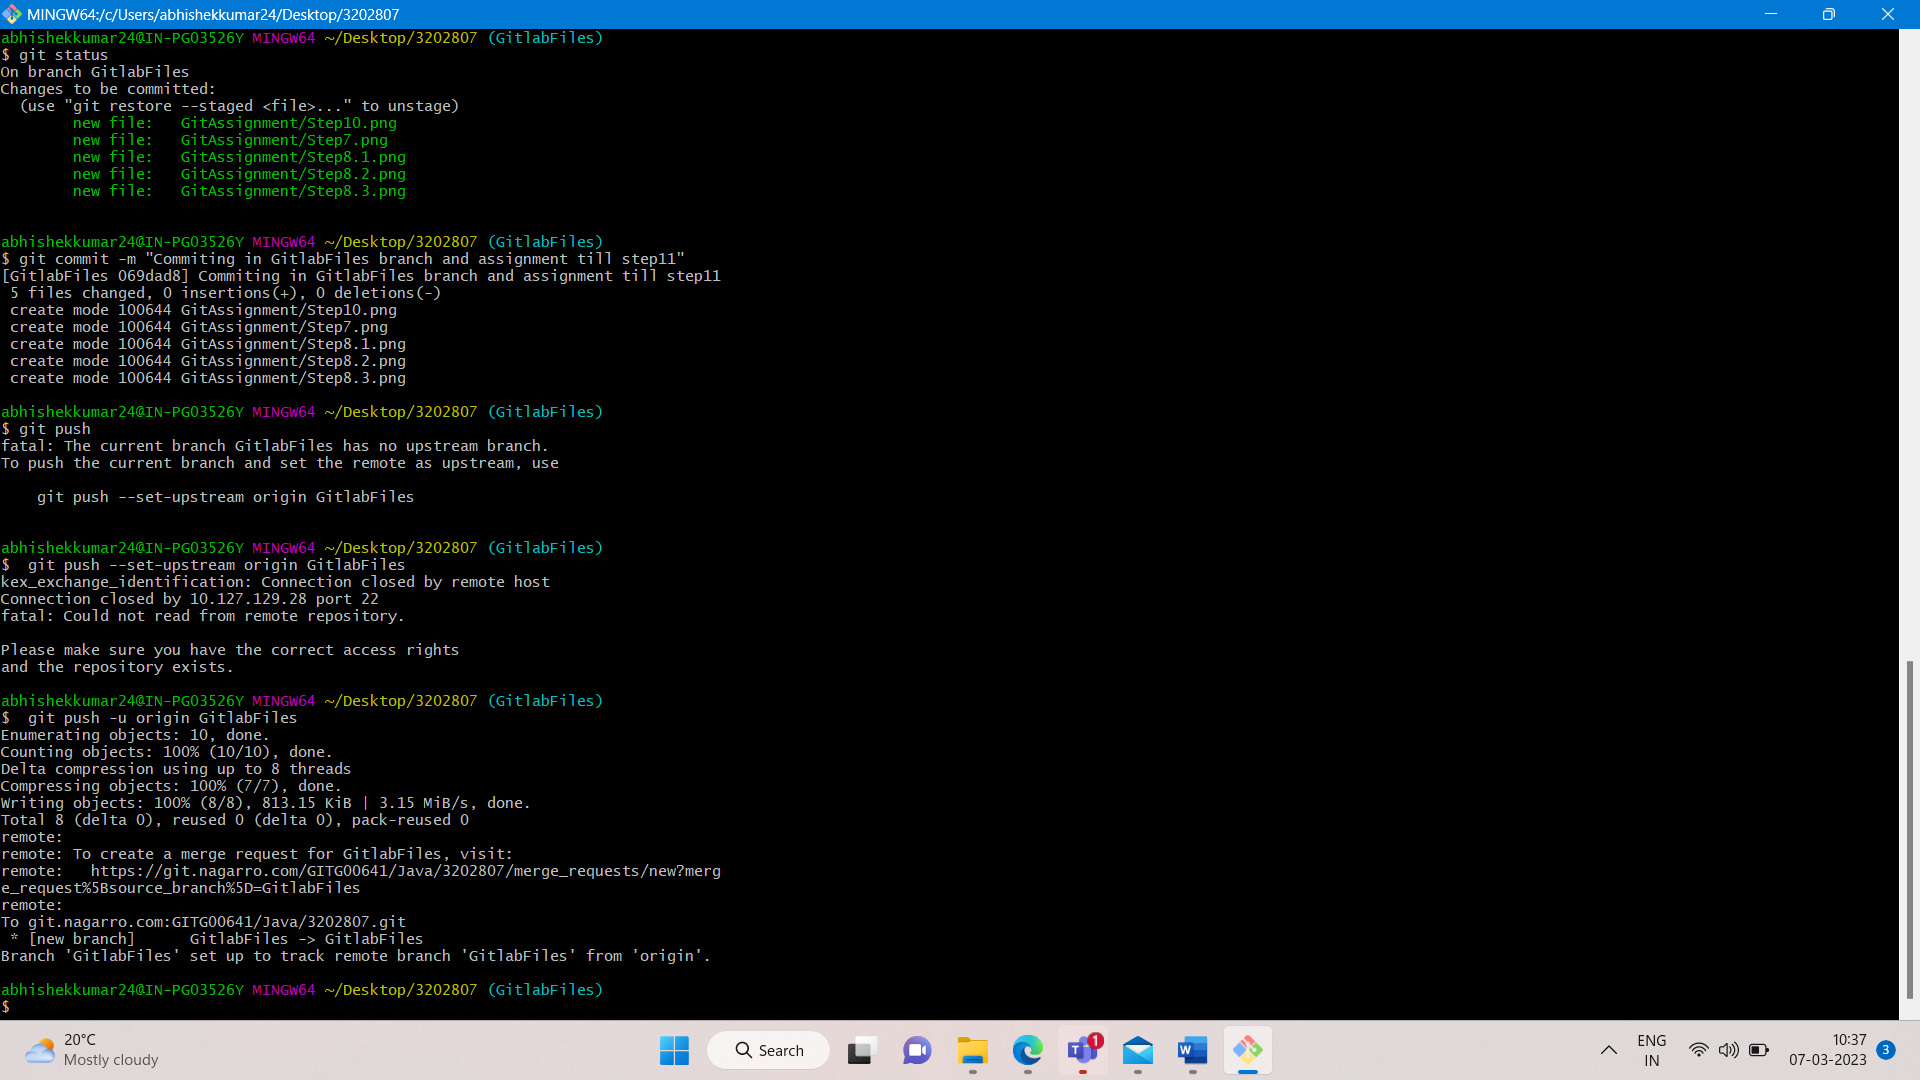 MINGW64:/c/Users/abhishekkumar24/Desktop/3202807
abhishekkumar24@IN-PG03526Y MINGW64 ~/Desktop/3202807 (GitlabFiles)
$ git status
On branch GitlabFiles
Changes to be committed:
  (use "git restore --staged <file>..." to unstage)
        new file:   GitAssignment/Step10.png
        new file:   GitAssignment/Step7.png
        new file:   GitAssignment/Step8.1.png
        new file:   GitAssignment/Step8.2.png
        new file:   GitAssignment/Step8.3.png
abhishekkumar24@IN-PG03526Y MINGW64 ~/Desktop/3202807 (GitlabFiles)
$ git commit -m "Commiting in GitlabFiles branch and assignment till step11"
[GitlabFiles 069dad8] Commiting in GitlabFiles branch and assignment till step11
 5 files changed, 0 insertions(+), 0 deletions(-)
 create mode 100644 GitAssignment/Step10.png
 create mode 100644 GitAssignment/Step7.png
 create mode 100644 GitAssignment/Step8.1.png
 create mode 100644 GitAssignment/Step8.2.png
 create mode 100644 GitAssignment/Step8.3.png
abhishekkumar24@IN-PG03526Y MINGW64 ~/Desktop/3202807 (GitlabFiles)
$ git push
fatal: The current branch GitlabFiles has no upstream branch.
To push the current branch and set the remote as upstream, use
    git push --set-upstream origin GitlabFiles
abhishekkumar24@IN-PG03526Y MINGW64 ~/Desktop/3202807 (GitlabFiles)
$  git push --set-upstream origin GitlabFiles
kex_exchange_identification: Connection closed by remote host
Connection closed by 10.127.129.28 port 22
fatal: Could not read from remote repository.
Please make sure you have the correct access rights
and the repository exists.
abhishekkumar24@IN-PG03526Y MINGW64 ~/Desktop/3202807 (GitlabFiles)
$  git push -u origin GitlabFiles
Enumerating objects: 10, done.
Counting objects: 100% (10/10), done.
Delta compression using up to 8 threads
Compressing objects: 100% (7/7), done.
Writing objects: 100% (8/8), 813.15 KiB | 3.15 MiB/s, done.
Total 8 (delta 0), reused 0 (delta 0), pack-reused 0
remote:
remote: To create a merge request for GitlabFiles, visit:
remote:   https://git.nagarro.com/GITG00641/Java/3202807/merge_requests/new?merg
e_request%5Bsource_branch%5D=GitlabFiles
remote:
To git.nagarro.com:GITG00641/Java/3202807.git
 * [new branch]      GitlabFiles -> GitlabFiles
Branch 'GitlabFiles' set up to track remote branch 'GitlabFiles' from 'origin'.
abhishekkumar24@IN-PG03526Y MINGW64 ~/Desktop/3202807 (GitlabFiles)
$
20°C
Mostly cloudy
Search
1
ENG
IN
10:37
07-03-2023
3